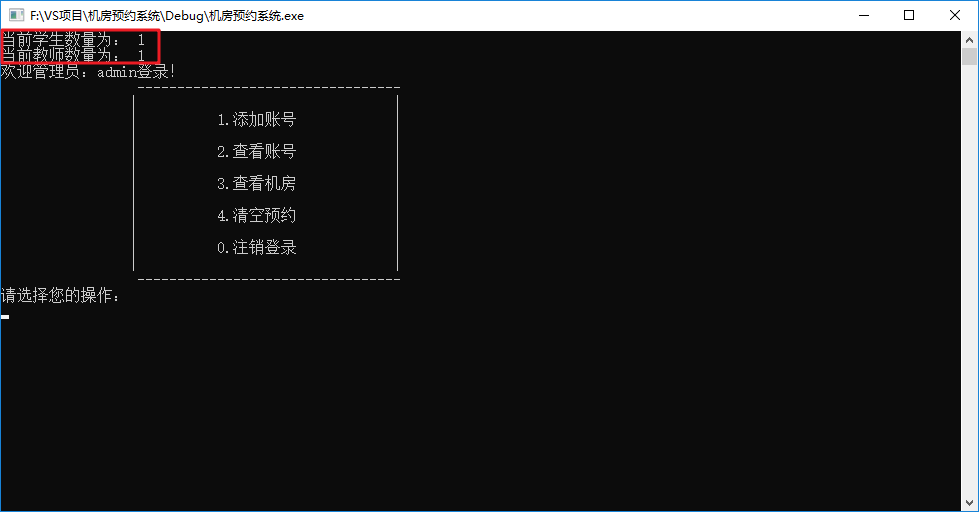 F:\VS项目\机房预约系统\Debug\机房预约系统.exe
当前学生数量为： 1
当前教师数量为： 1
欢迎管理员：admin登录！
---------------------------------
1.添加账号
2.查看账号
3.查看机房
4.清空预约
0.注销登录
---------------------------------
请选择您的操作：